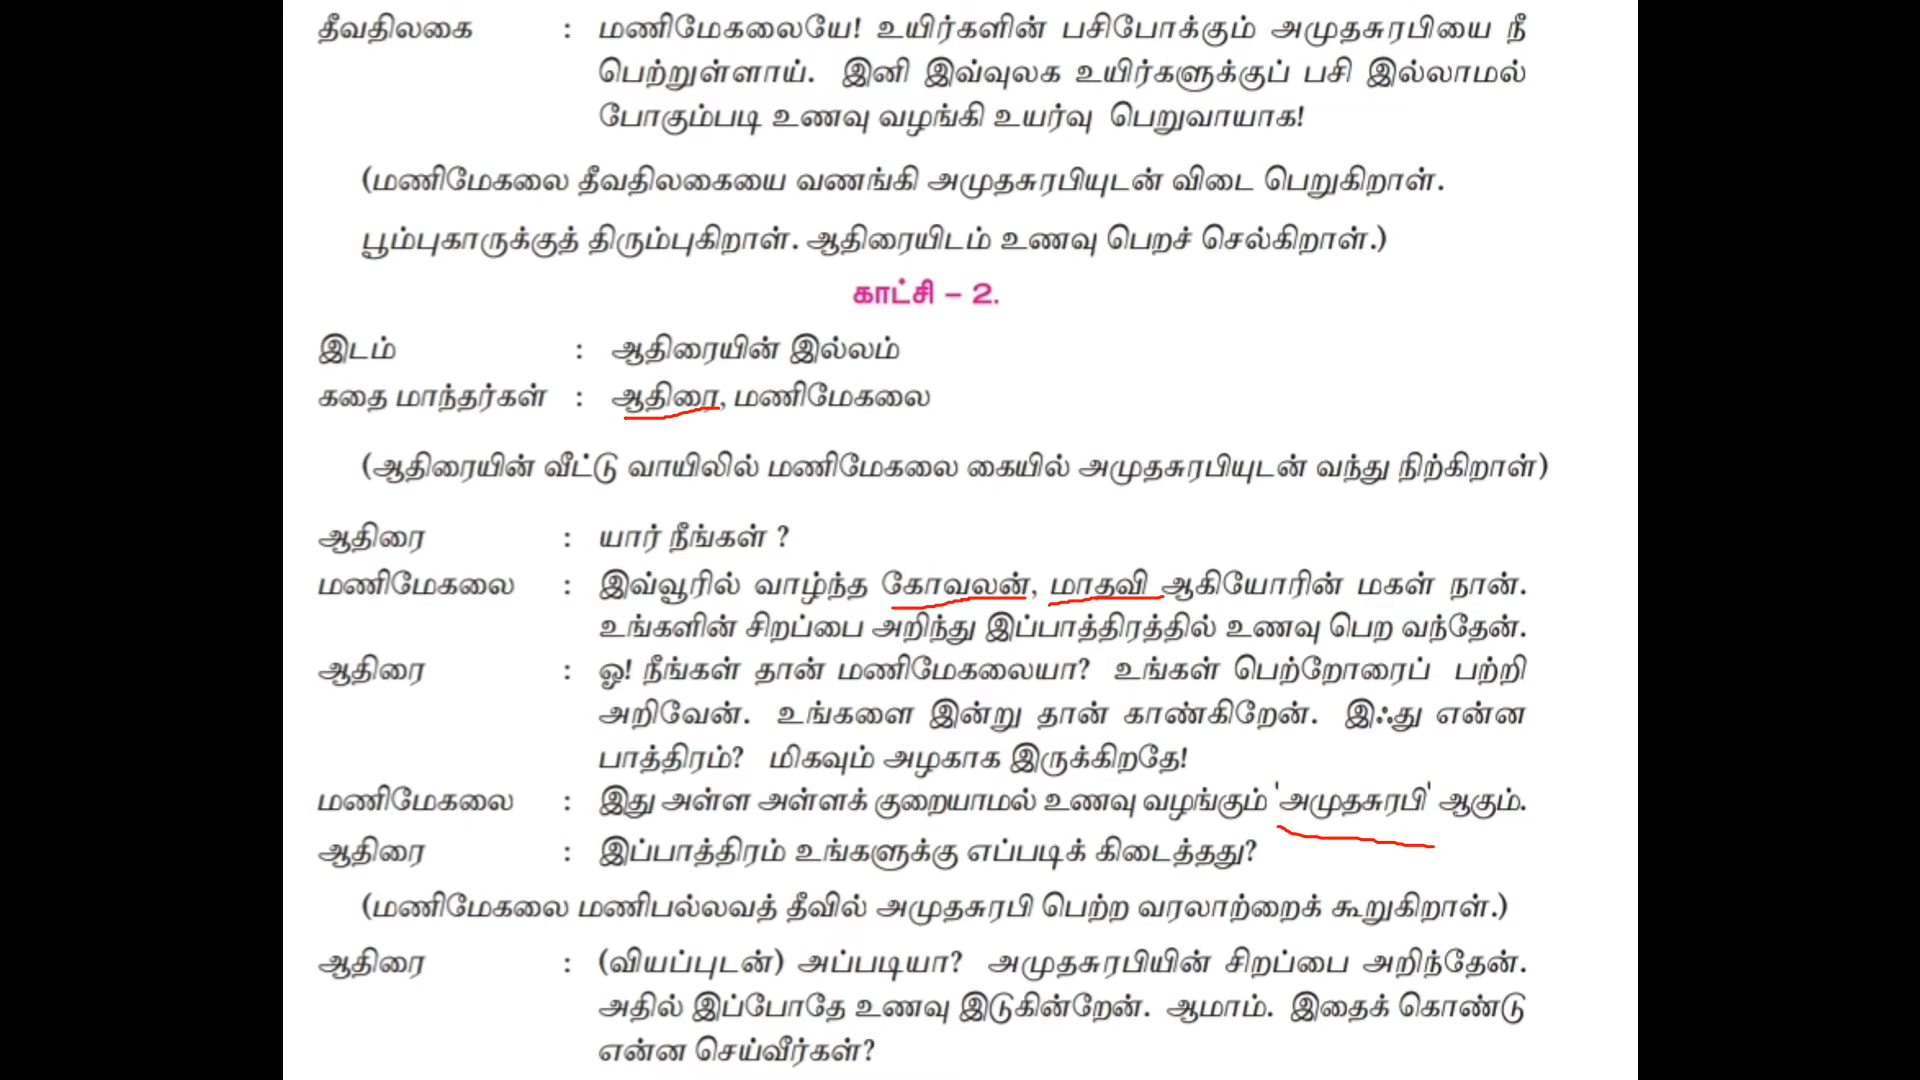 தீவதிலகை : மணிமேகலையே! உயிர்களின் பசிபோக்கும் அமுதசுரபியை நீ
பெற்றுள்ளாய். இனி இவ்வுலக உயிர்களுக்குப் பசி இல்லாமல்
போகும்படி உணவு வழங்கி உயர்வு பெறுவாயாக!
(மணிமேகலை தீவதிலகையை வணங்கி அமுதசுரபியுடன் விடை பெறுகிறாள்.
பூம்புகாருக்குத் திரும்புகிறாள். ஆதிரையிடம் உணவு பெறச் செல்கிறாள்.)
காட்சி – 2.
இடம் : ஆதிரையின் இல்லம்
கதை மாந்தர்கள் : ஆதிரை, மணிமேகலை
(ஆதிரையின் வீட்டு வாயிலில் மணிமேகலை கையில் அமுதசுரபியுடன் வந்து நிற்கிறாள்)
ஆதிரை : யார் நீங்கள் ?
மணிமேகலை : இவ்வூரில் வாழ்ந்த கோவலன், மாதவி ஆகியோரின் மகள் நான்.
உங்களின் சிறப்பை அறிந்து இப்பாத்திரத்தில் உணவு பெற வந்தேன்.
ஆதிரை : ஓ! நீங்கள் தான் மணிமேகலையா? உங்கள் பெற்றோரைப் பற்றி
அறிவேன். உங்களை இன்று தான் காண்கிறேன். இஃது என்ன
பாத்திரம்? மிகவும் அழகாக இருக்கிறதே!
மணிமேகலை : இது அள்ள அள்ளக் குறையாமல் உணவு வழங்கும் 'அமுதசுரபி' ஆகும்.
ஆதிரை : இப்பாத்திரம் உங்களுக்கு எப்படிக் கிடைத்தது?
(மணிமேகலை மணிபல்லவத் தீவில் அமுதசுரபி பெற்ற வரலாற்றைக் கூறுகிறாள்.)
ஆதிரை : (வியப்புடன்) அப்படியா? அமுதசுரபியின் சிறப்பை அறிந்தேன்.
அதில் இப்போதே உணவு இடுகின்றேன். ஆமாம். இதைக் கொண்டு
என்ன செய்வீர்கள்?